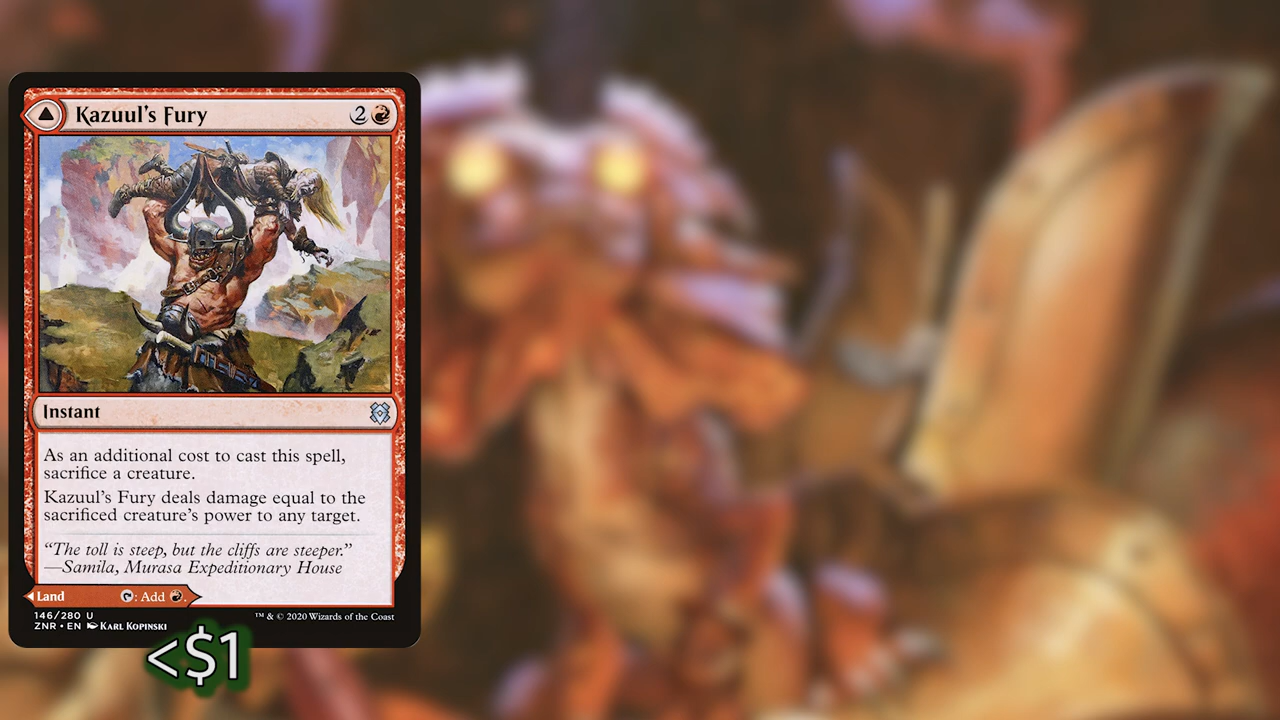 Kazuul's Fury 2
Instant
As an additional cost to cast this spell,
sacrifice a creature.
Kazuul's Fury deals damage equal to the
sacrificed creature's power to any target.
“The toll is steep, but the cliffs are steeper.”
—Samila, Murasa Expeditionary House
Land : Add .
146/280 U
ZNR • EN Karl Kopinski
™ & © 2020 Wizards of the Coast
<$1